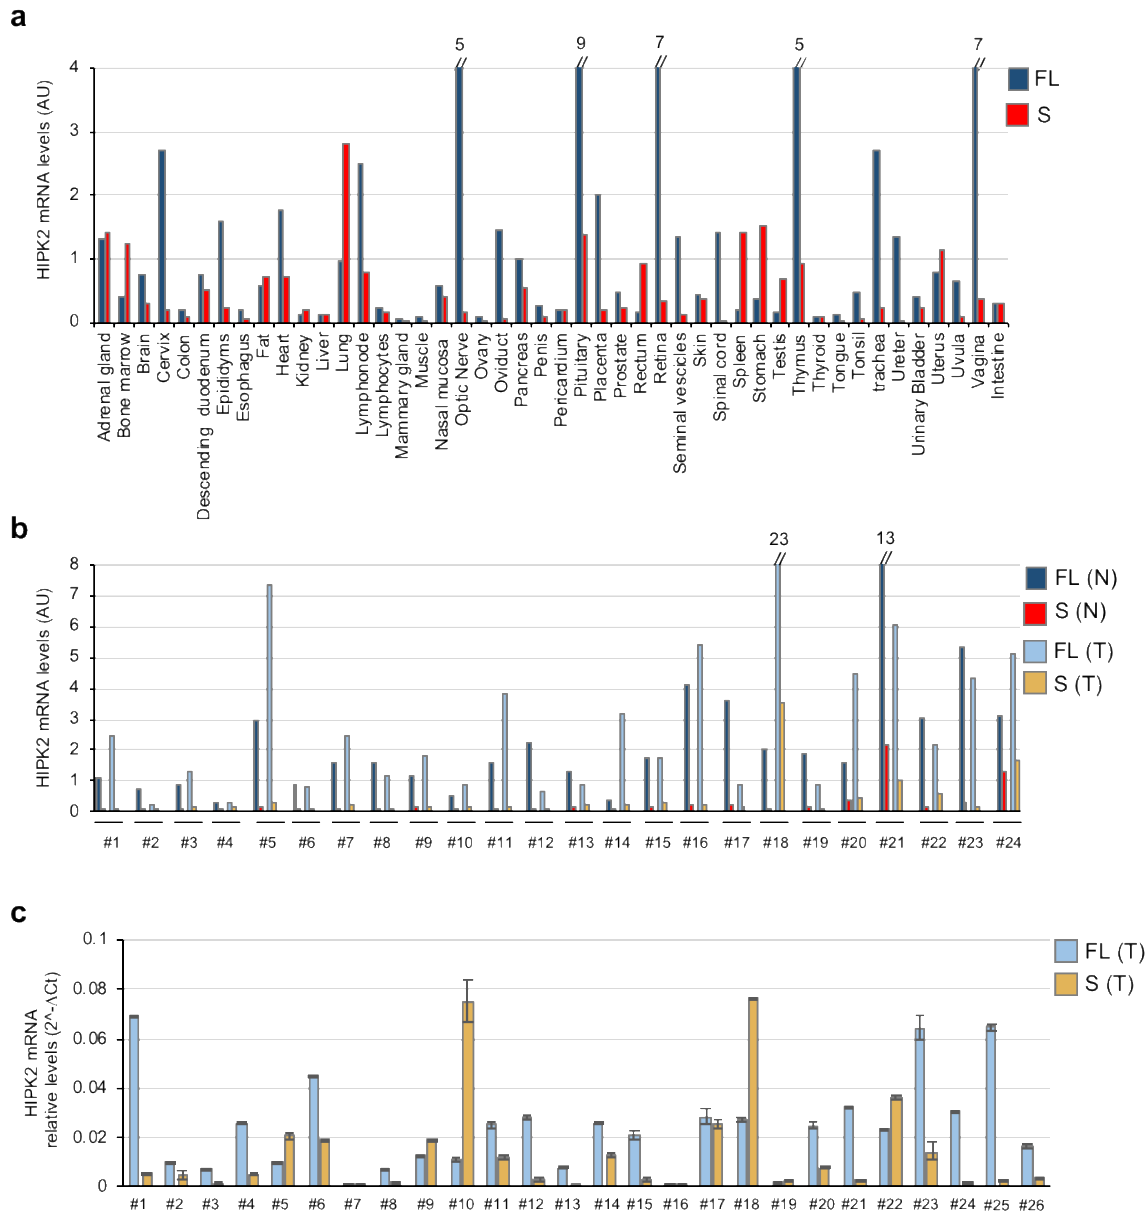 a
5 9 7 5 7
4
3
2
1
0
HIPK2 mRNA levels (AU)
FL
S
Adrenal gland
Bone marrow
Brain
Cervix
Colon
Descending duodenum
Epididyms
Esophagus
Fat
Heart
Kidney
Liver
Lung
Lymphonode
Lymphocytes
Mammary gland
Muscle
Nasal mucosa
Optic Nerve
Ovary
Oviduct
Pancreas
Penis
Pericardium
Pituitary
Placenta
Prostate
Rectum
Retina
Seminal vescicles
Skin
Spinal cord
Spleen
Stomach
Testis
Thymus
Thyroid
Tongue
Tonsil
trachea
Ureter
Urinary Bladder
Uterus
Uvula
Vagina
Intestine
b
23 13
8
7
6
5
4
3
2
1
0
HIPK2 mRNA levels (AU)
FL (N)
S (N)
FL (T)
S (T)
#1 #2 #3 #4 #5 #6 #7 #8 #9 #10 #11 #12 #13 #14 #15 #16 #17 #18 #19 #20 #21 #22 #23 #24
c
0.1
0.08
0.06
0.04
0.02
0
HIPK2 mRNA
relative levels (2^-ΔCt)
FL (T)
S (T)
#1 #2 #3 #4 #5 #6 #7 #8 #9 #10 #11 #12 #13 #14 #15 #16 #17 #18 #19 #20 #21 #22 #23 #24 #25 #26